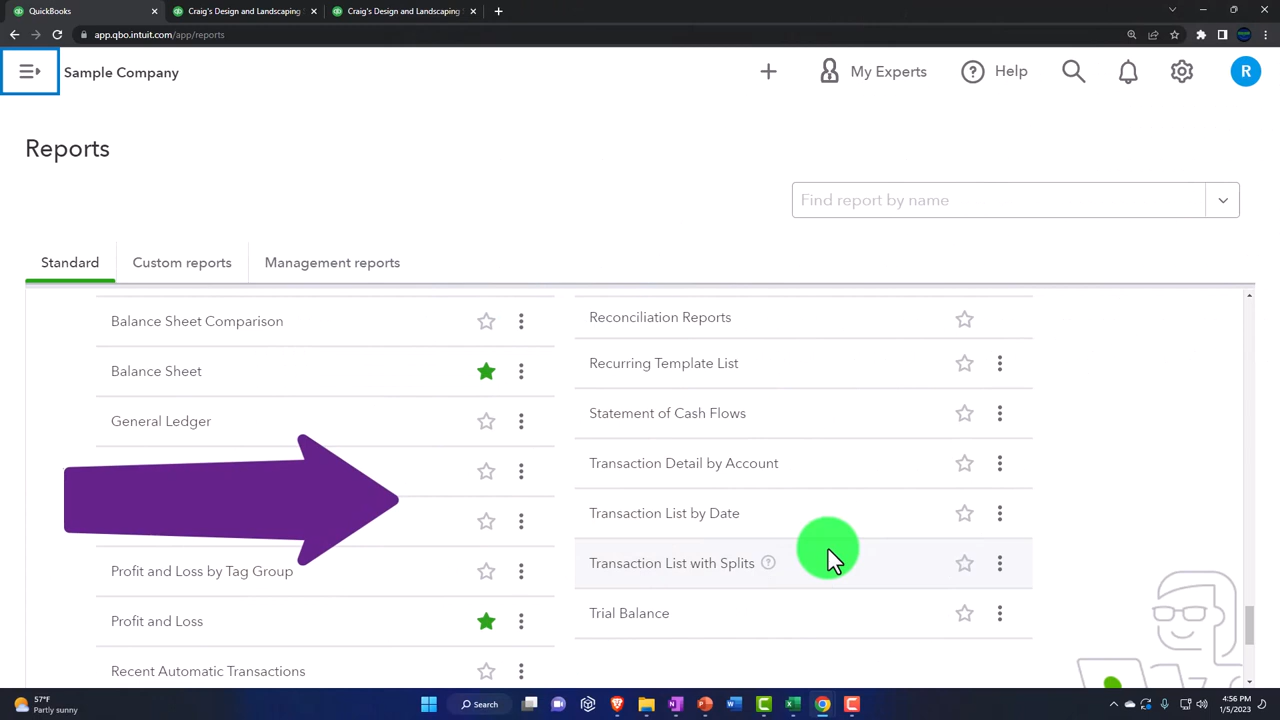 QuickBooks
Craig's Design and Landscaping
Craig's Design and Landscaping
app.qbo.intuit.com/app/reports
Sample Company
My Experts
Help
R
Reports
Find report by name
Standard
Custom reports
Management reports
Balance Sheet Comparison
Balance Sheet
General Ledger
Profit and Loss by Tag Group
Profit and Loss
Recent Automatic Transactions
Reconciliation Reports
Recurring Template List
Statement of Cash Flows
Transaction Detail by Account
Transaction List by Date
Transaction List with Splits
Trial Balance
57°F
Partly sunny
Search
4:56 PM
1/5/2023